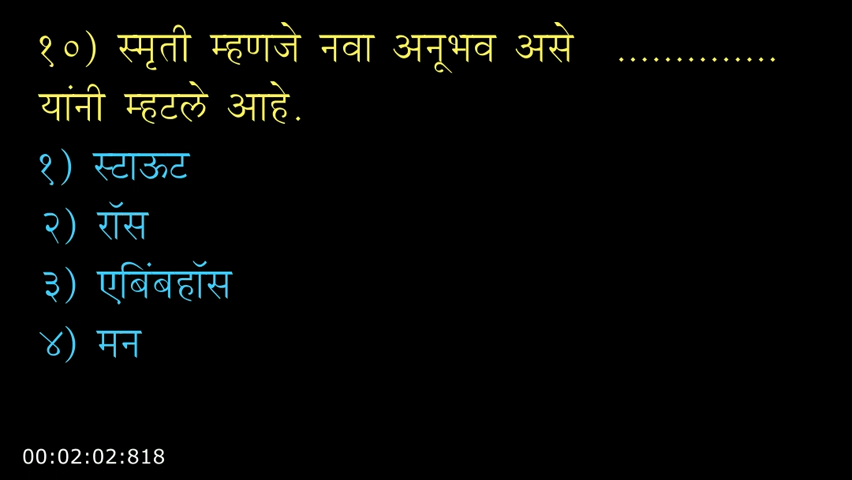 १०) स्मृती म्हणजे नवा अनूभव असे ..............
यांनी म्हटले आहे.
१) स्टाऊट
२) रॉस
३) एबिंबहॉस
४) मन
00:02:02:818